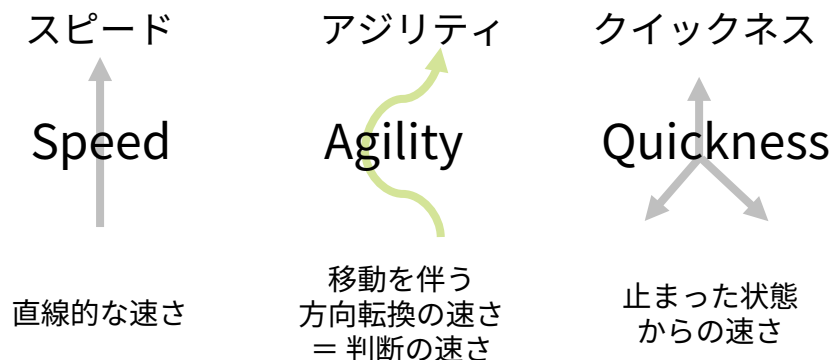 スピード
Speed
直線的な速さ
アジリティ
Agility
移動を伴う
方向転換の速さ
＝ 判断の速さ
クイックネス
Quickness
止まった状態
からの速さ